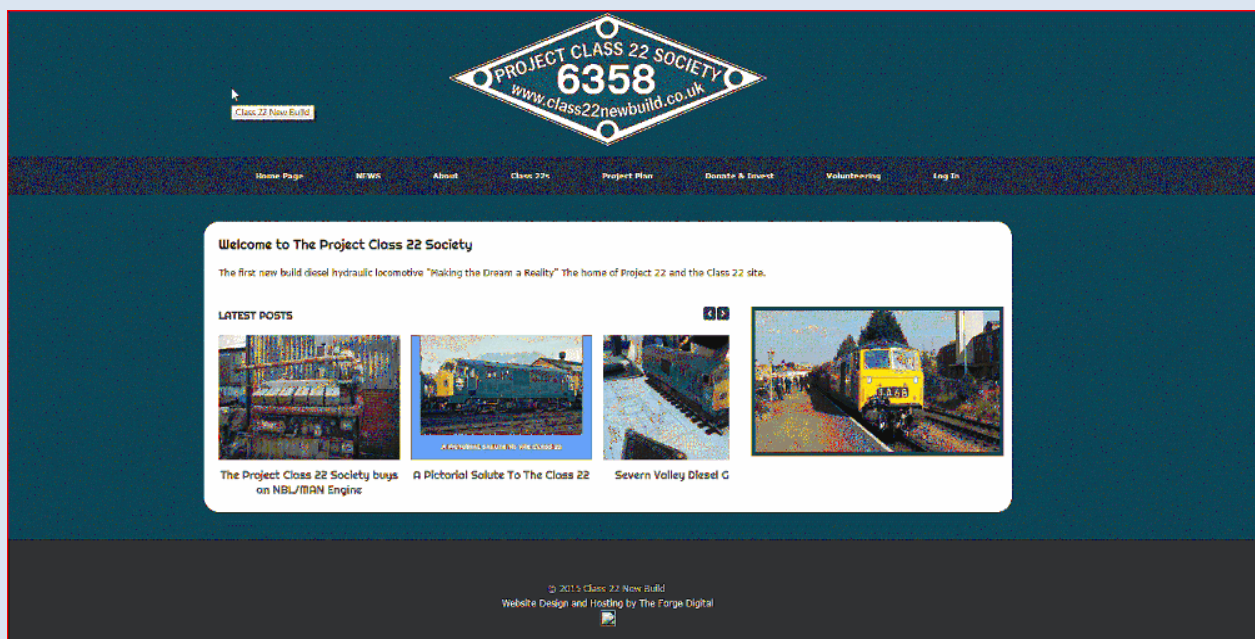 PROJECT CLASS 22 SOCIETY
6358
www.class22newbuild.co.uk
Class 22 New Build
Home Page NEWS About Class 22s Project Plan Donate & Invest Volunteering Log In
Welcome to The Project Class 22 Society
The first new build diesel hydraulic locomotive "Making the Dream a Reality" The home of Project 22 and the Class 22 site.
LATEST POSTS
1A68
A PICTORIAL SALUTE TO THE CLASS 22
The Project Class 22 Society buys
an NBL/MAN Engine
A Pictorial Salute To The Class 22
Severn Valley Diesel G
© 2015 Class 22 New Build
Website Design and Hosting by The Forge Digital